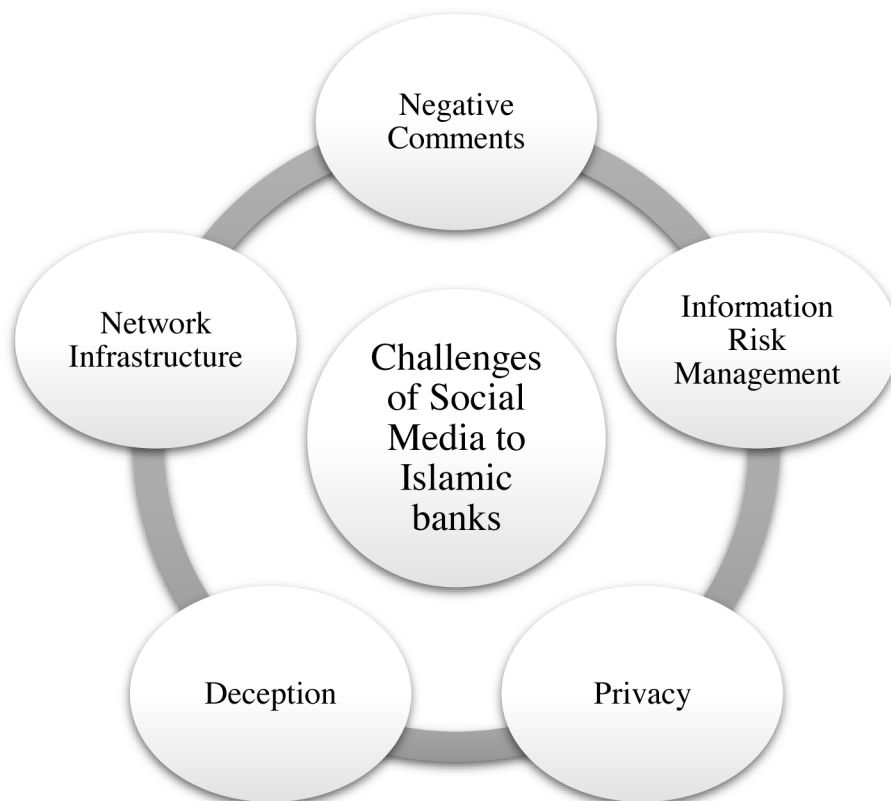 Negative
Comments
Information
Risk
Management
Network
Infrastructure
Challenges
of Social
Media to
Islamic
banks
Deception
Privacy